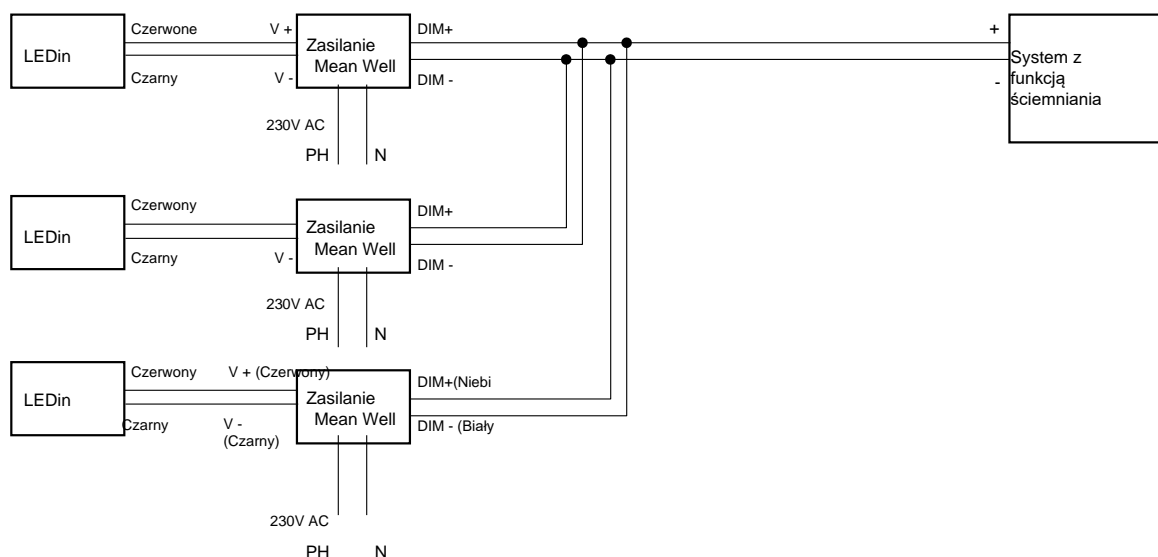 Czerwone V + DIM+ +
LEDin Zasilanie Mean Well System z funkcją ściemniania
Czarny V - DIM - -
230V AC
PH N
Czerwony DIM+
LEDin Zasilanie Mean Well
Czarny V - DIM -
230V AC
PH N
Czerwony V + (Czerwony) DIM+(Niebi
LEDin Zasilanie Mean Well
Czarny V - (Czarny) DIM - (Biały
230V AC
PH N